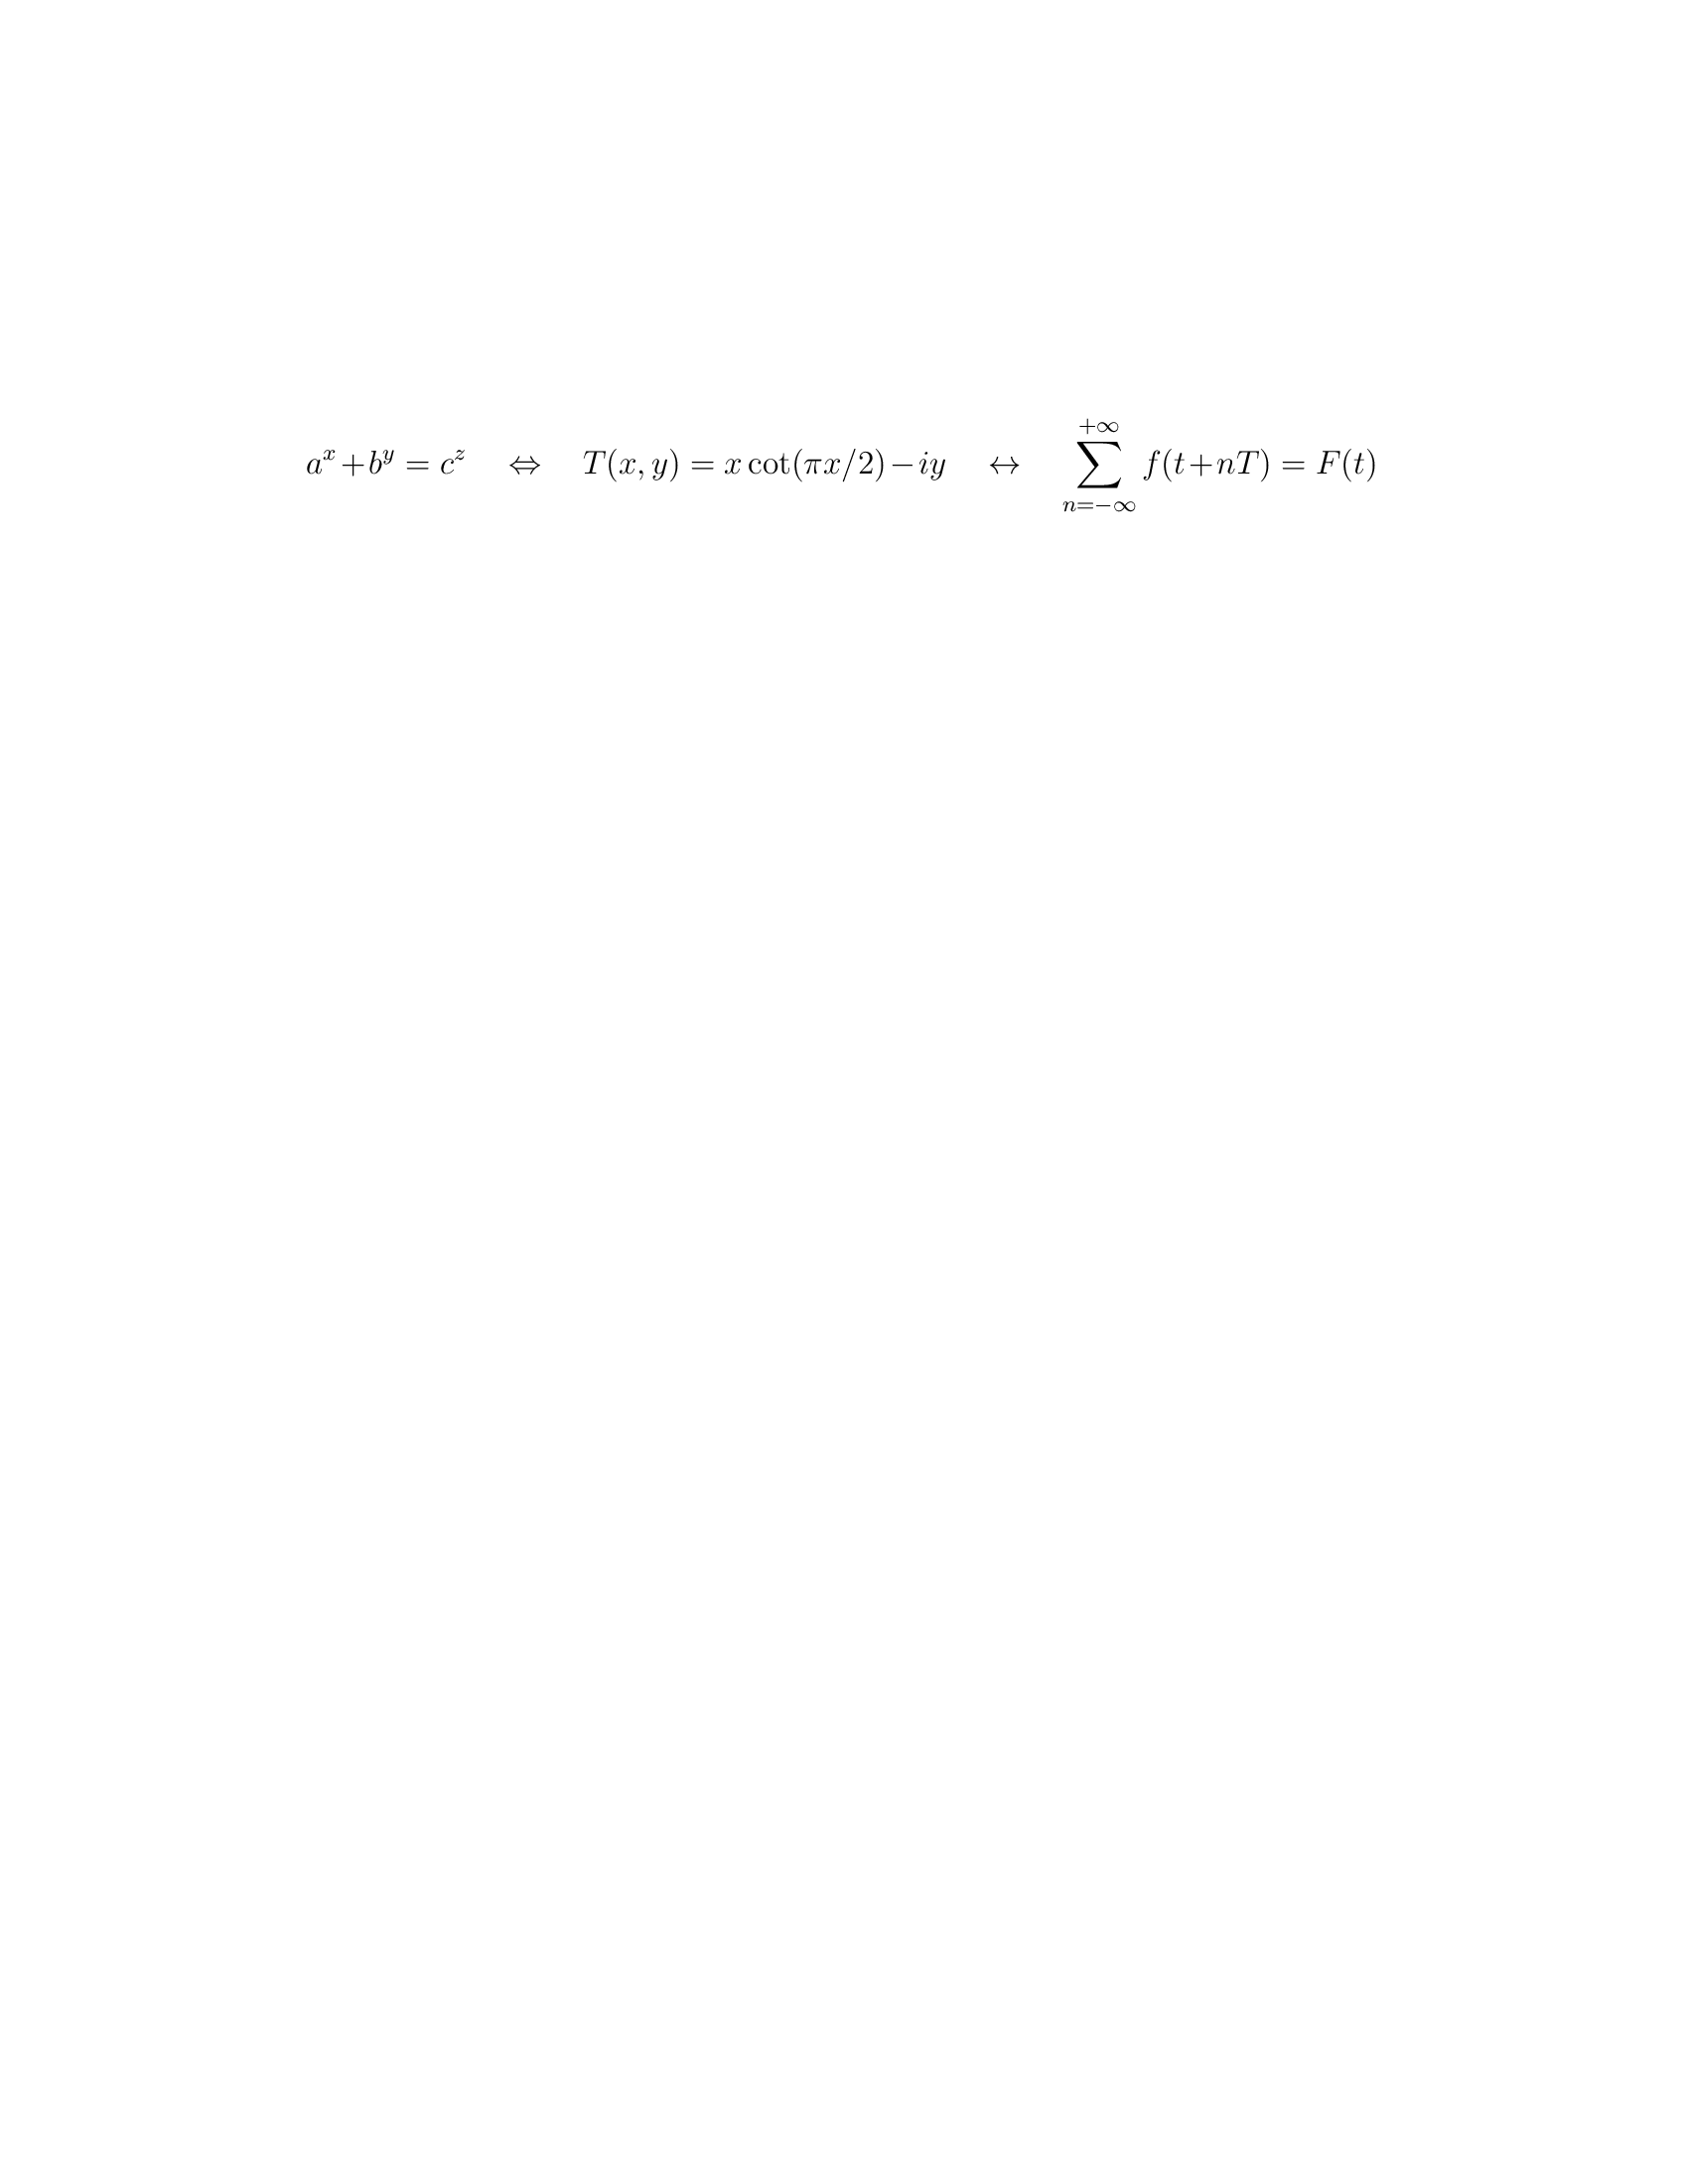 $a^x + b^y = c^z \quad \Leftrightarrow \quad T(x, y) = x \cot(\pi x/2) - iy \quad \leftrightarrow \quad \sum_{n=-\infty}^{+\infty} f(t + nT) = F(t)$